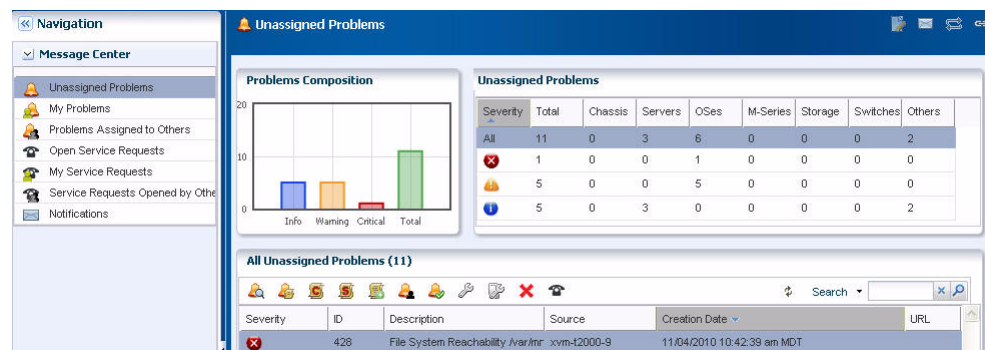 Navigation
Message Center
Unassigned Problems
My Problems
Problems Assigned to Others
Open Service Requests
My Service Requests
Service Requests Opened by Othe
Notifications
Unassigned Problems
Problems Composition
20
10
0
Info Warning Critical Total
Unassigned Problems
Severity Total Chassis Servers OSes M-Series Storage Switches Others
All 11 0 3 6 0 0 0 2
1 0 0 1 0 0 0 0
5 0 0 5 0 0 0 0
5 0 3 0 0 0 0 2
All Unassigned Problems (11)
Search
Severity ID Description Source Creation Date URL
428 File System Reachability /var/mr xvm-t2000-9 11/04/2010 10:42:39 am MDT